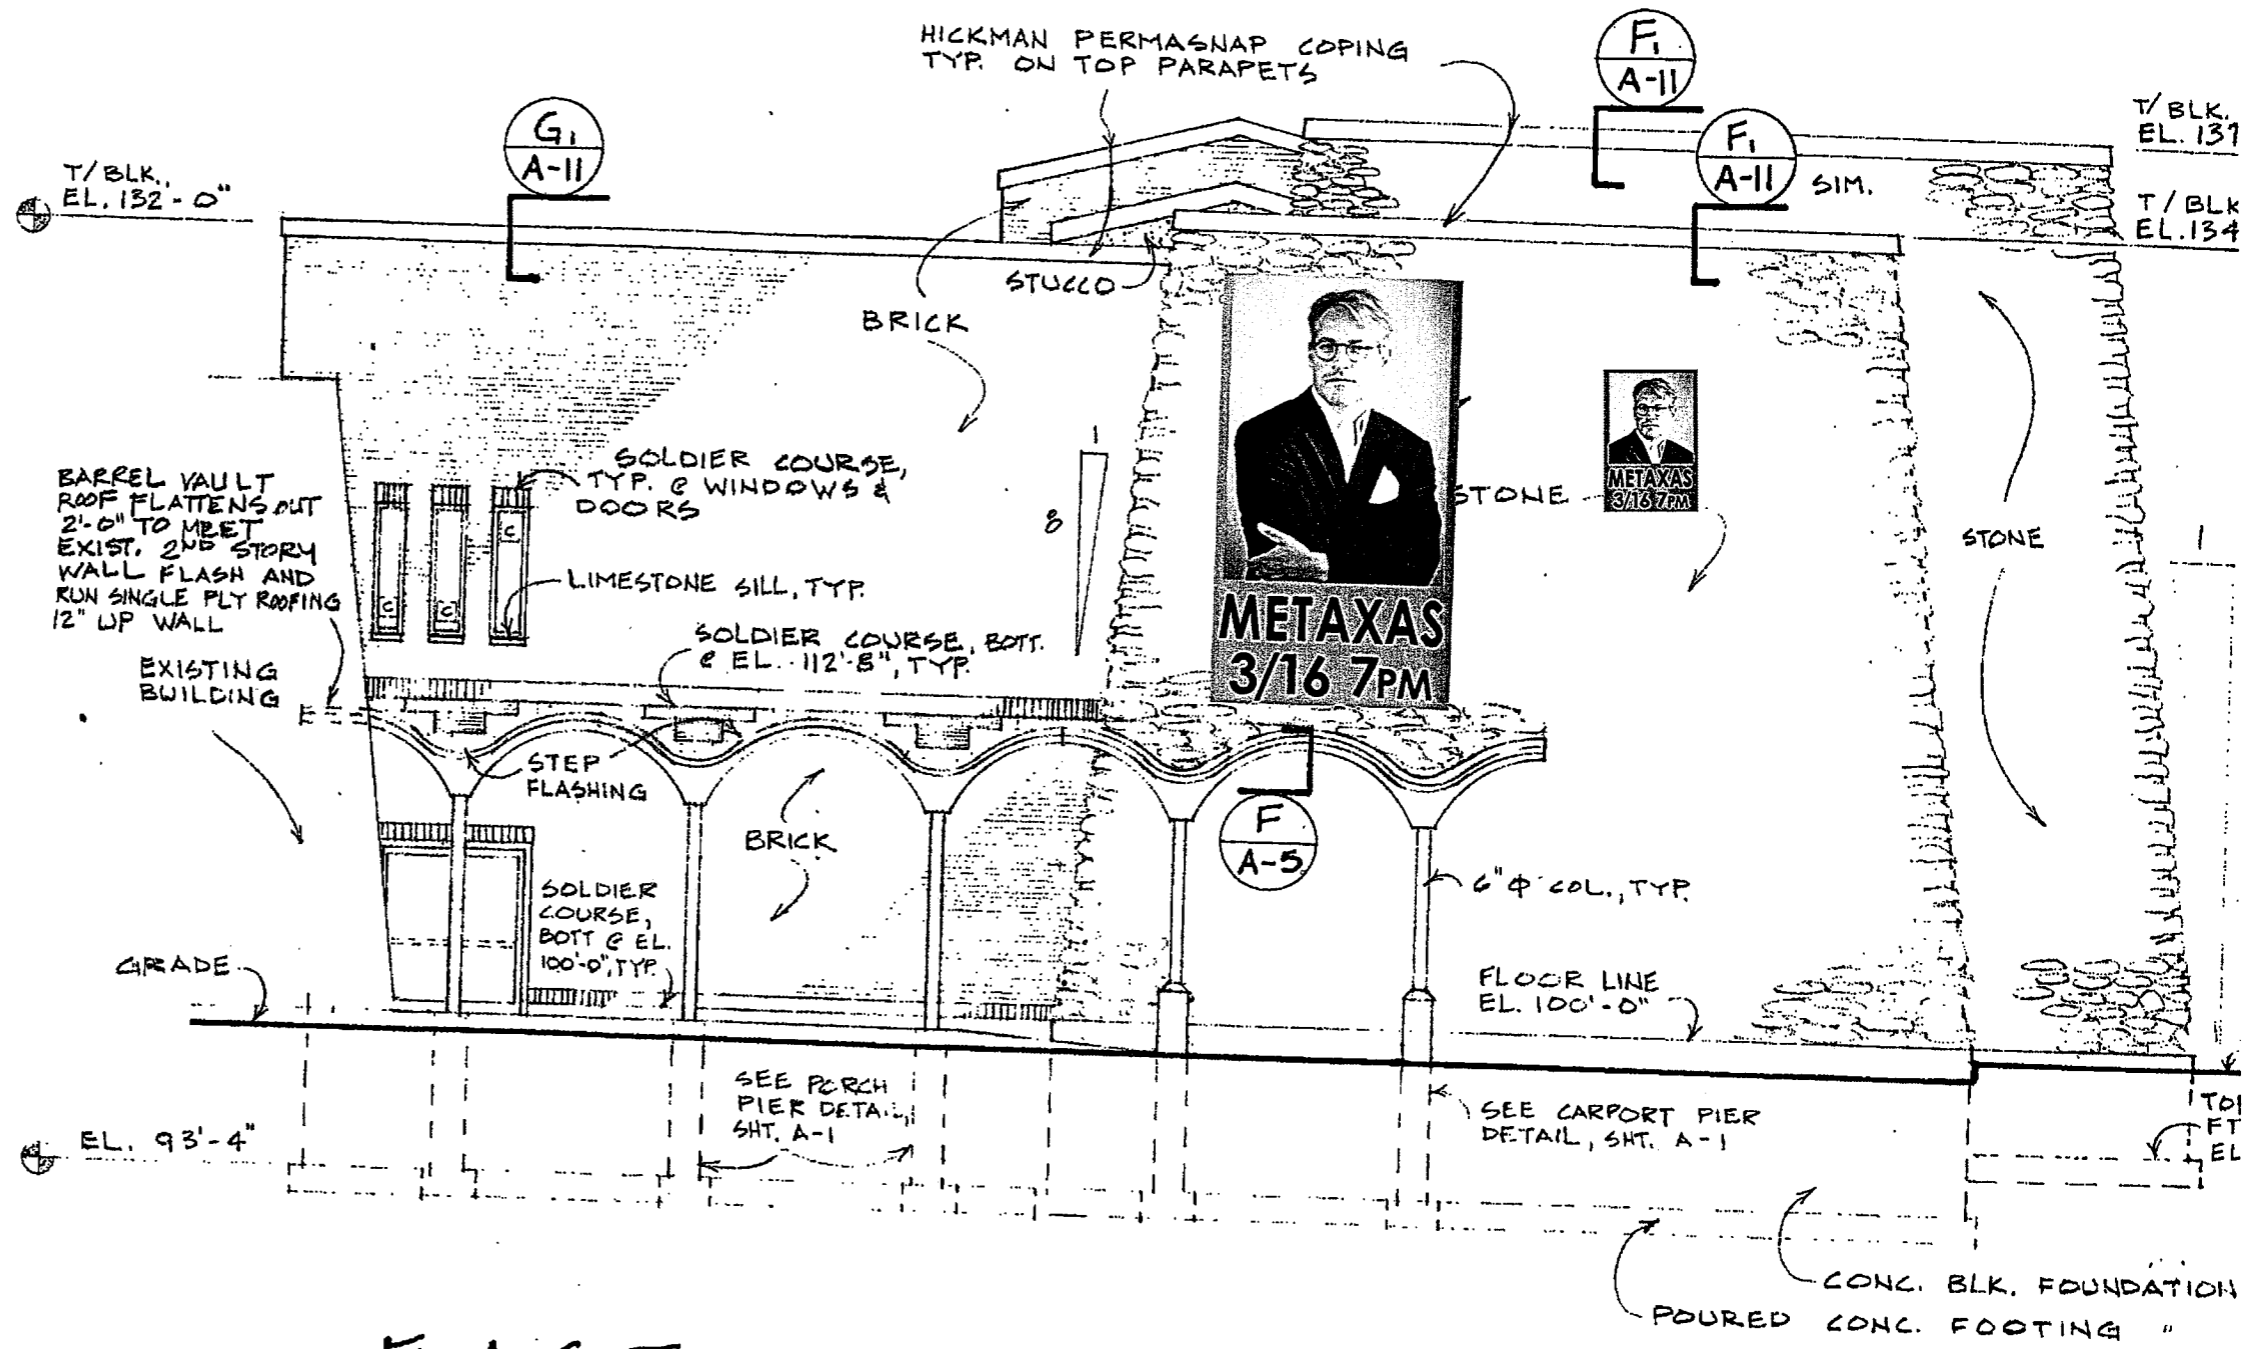 HICKMAN PERMASNAP COPING
TYP. ON TOP PARAPETS
F1
A-11
G1
A-11
F1
A-11
SIM.
T/BLK.
EL. 137
T/BLK.
EL. 132'-0"
T/BLK
EL. 134
STUCCO
BRICK
SOLDIER COURSE,
TYP. @ WINDOWS &
DOORS
C
C
C
BARREL VAULT
ROOF FLATTENS OUT
2'-0" TO MEET
EXIST. 2ND STORY
WALL FLASH AND
RUN SINGLE PLY ROOFING
12" UP WALL
LIMESTONE SILL, TYP.
1
8
STONE
METAXAS
3/16 7PM
METAXAS
3/16 7PM
STONE
1
SOLDIER COURSE, BOTT.
@ EL. 112'-8", TYP.
EXISTING
BUILDING
STEP
FLASHING
BRICK
F
A-5
6" Φ COL., TYP.
SOLDIER
COURSE,
BOTT @ EL.
100'-0", TYP.
GRADE
FLOOR LINE
EL. 100'-0"
SEE PORCH
PIER DETAIL,
SHT. A-1
SEE CARPORT PIER
DETAIL, SHT. A-1
EL. 93'-4"
FT
EL
CONC. BLK. FOUNDATION
POURED CONC. FOOTING "